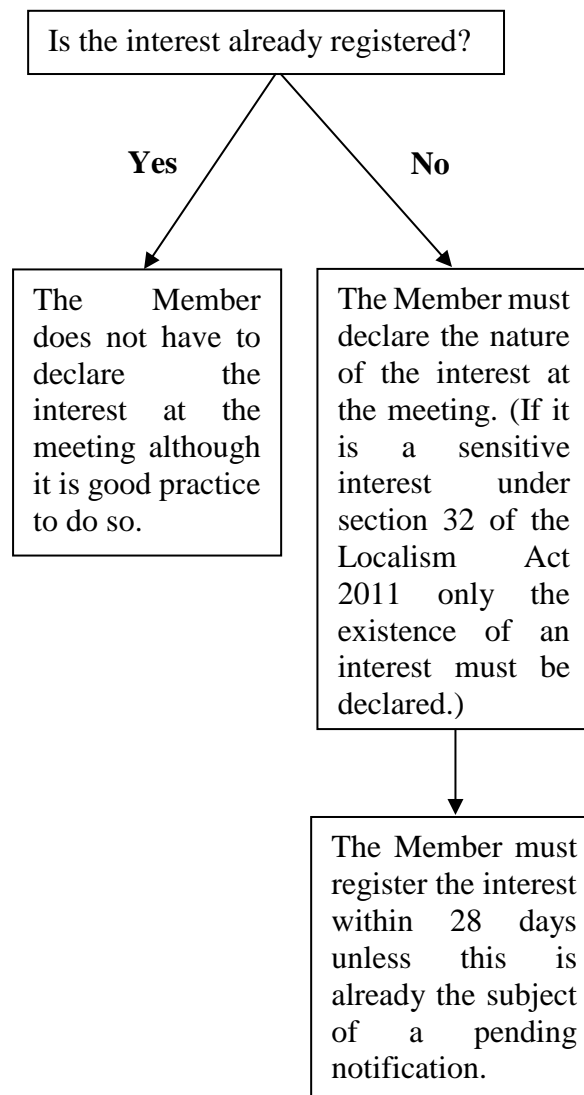 Is the interest already registered?
Yes
No
The Member
does not have to
declare the
interest at the
meeting although
it is good practice
to do so.
The Member must
declare the nature
of the interest at
the meeting. (If it
is a sensitive
interest under
section 32 of the
Localism Act
2011 only the
existence of an
interest must be
declared.)
The Member must
register the interest
within 28 days
unless this is
already the subject
of a pending
notification.